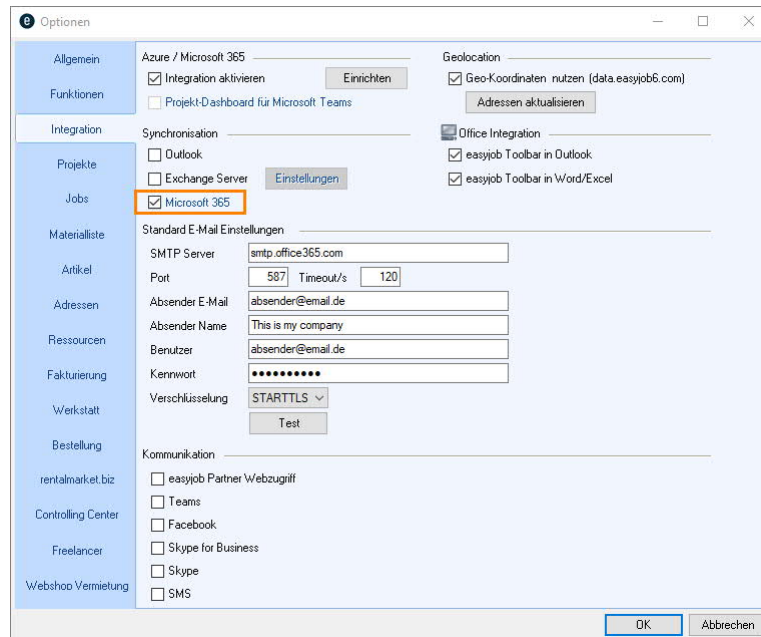 Optionen
Allgemein
Funktionen
Integration
Projekte
Jobs
Materialliste
Artikel
Adressen
Ressourcen
Fakturierung
Werkstatt
Bestellung
rentalmarket.biz
Controlling Center
Freelancer
Webshop Vermietung
Azure / Microsoft 365
Integration aktivieren Einrichten
Projekt-Dashboard für Microsoft Teams
Geolocation
Geo-Koordinaten nutzen (data.easyjob6.com)
Adressen aktualisieren
Synchronisation
Outlook
Exchange Server Einstellungen
Microsoft 365
Office Integration
easyjob Toolbar in Outlook
easyjob Toolbar in Word/Excel
Standard E-Mail Einstellungen
SMTP Server smtp.office365.com
Port 587 Timeout/s 120
Absender E-Mail absender@email.de
Absender Name This is my company
Benutzer absender@email.de
Kennwort ••••••••••
Verschlüsselung STARTTLS
Test
Kommunikation
easyjob Partner Webzugriff
Teams
Facebook
Skype for Business
Skype
SMS
OK Abbrechen